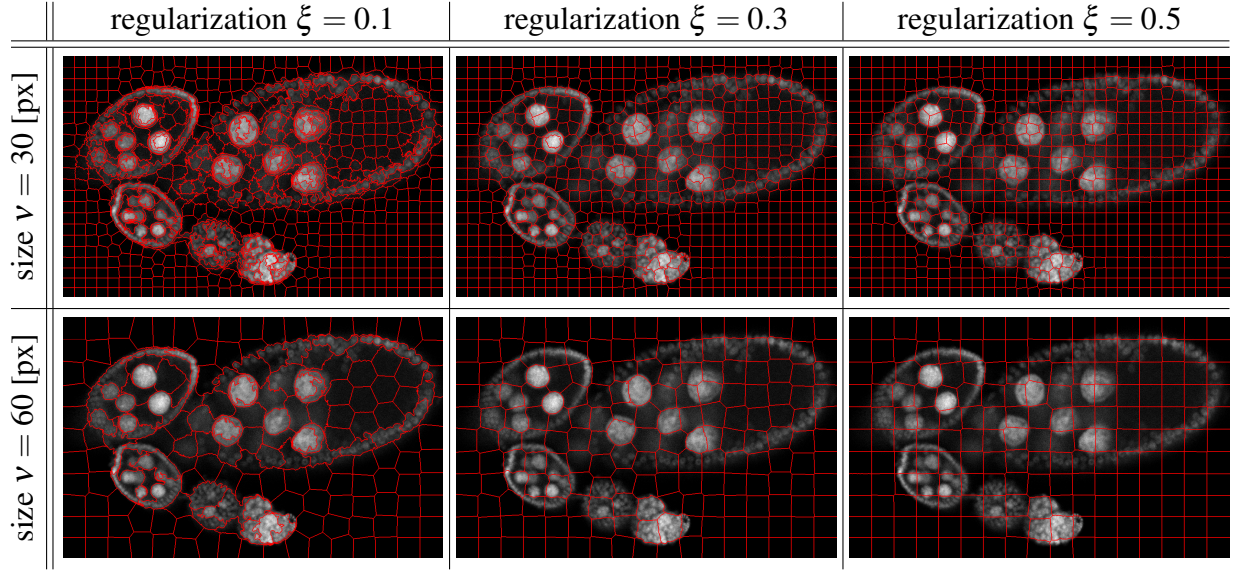 regularization ξ = 0.1
regularization ξ = 0.3
regularization ξ = 0.5
size ν = 30 [px]
size ν = 60 [px]